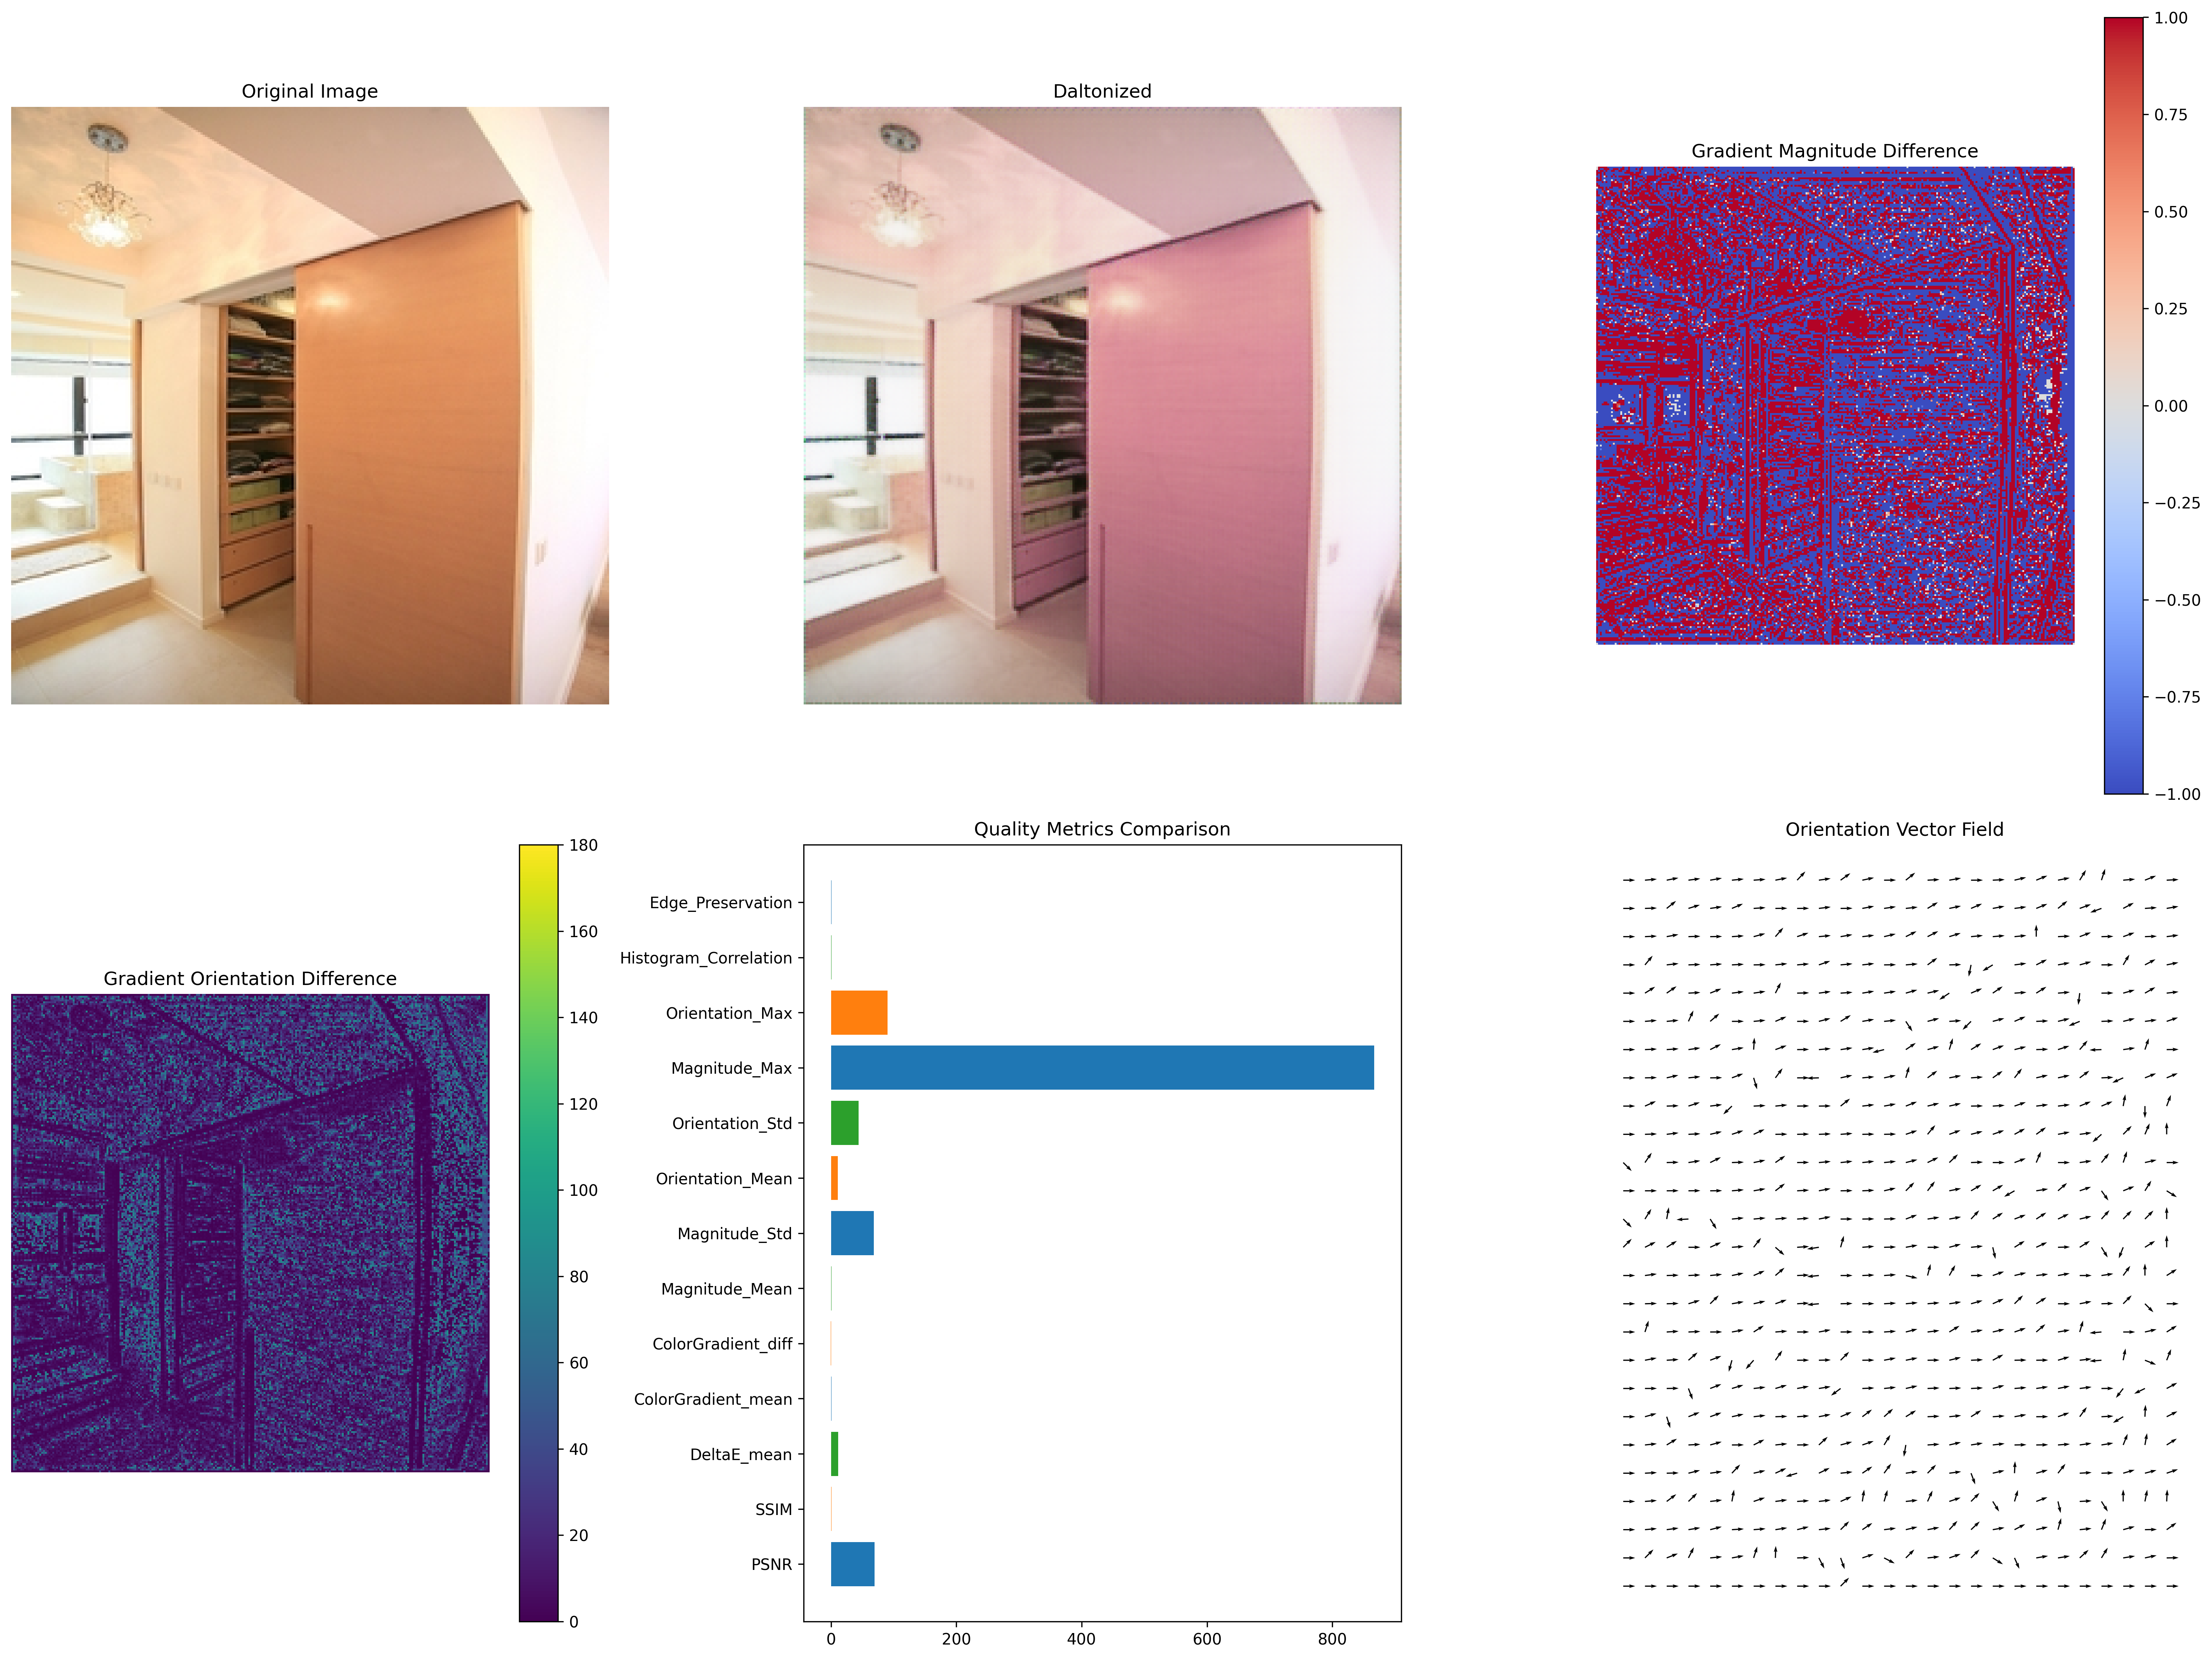 Original Image
Daltonized
Gradient Magnitude Difference
1.00
0.75
0.50
0.25
0.00
−0.25
−0.50
−0.75
−1.00
Gradient Orientation Difference
180
160
140
120
100
80
60
40
20
0
Quality Metrics Comparison
Edge_Preservation
Histogram_Correlation
Orientation_Max
Magnitude_Max
Orientation_Std
Orientation_Mean
Magnitude_Std
Magnitude_Mean
ColorGradient_diff
ColorGradient_mean
DeltaE_mean
SSIM
PSNR
0 200 400 600 800
Orientation Vector Field